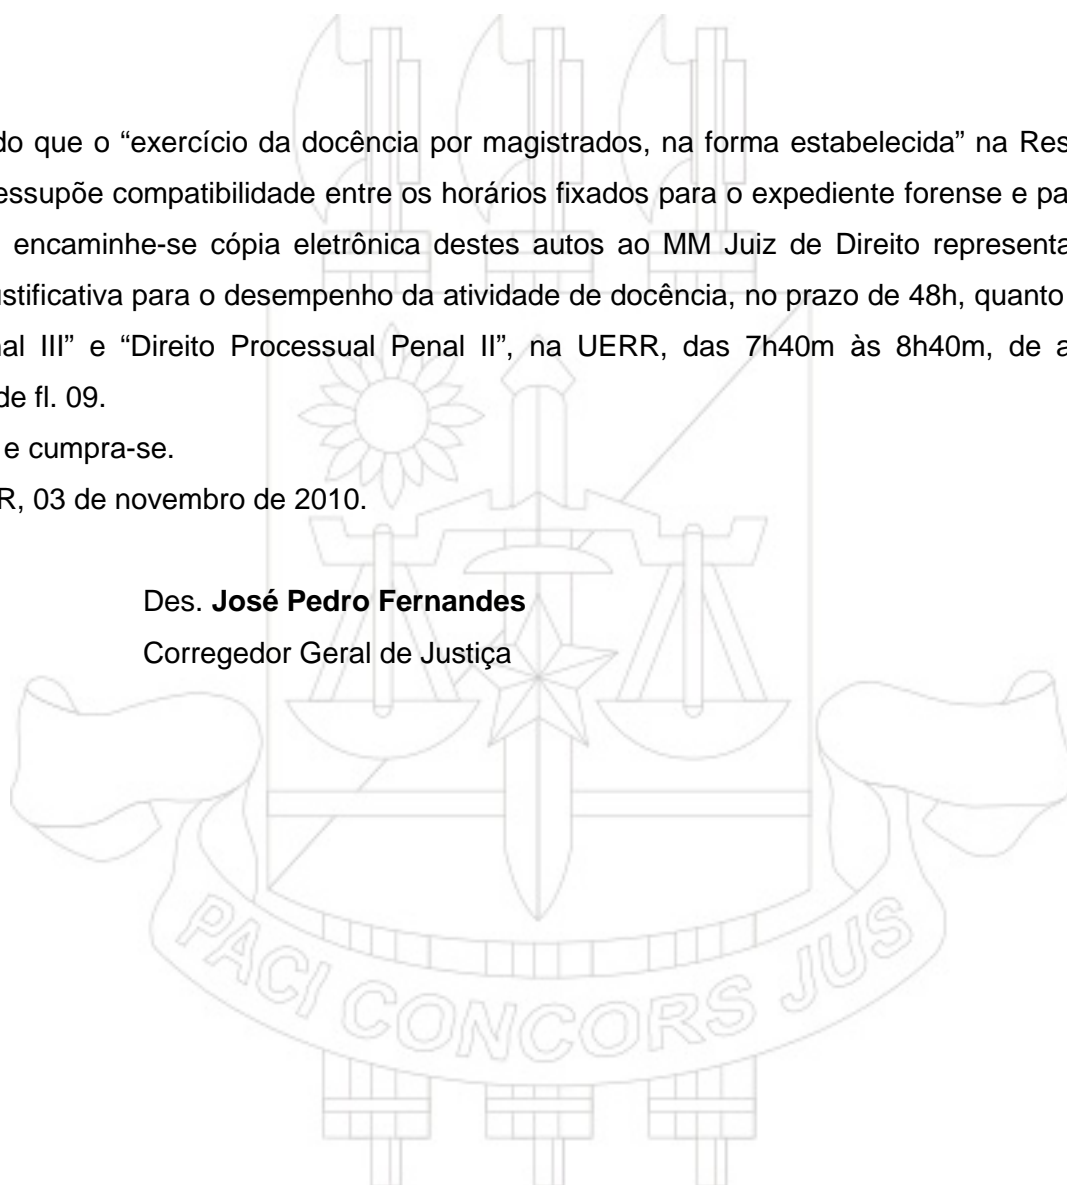 do que o “exercício da docência por magistrados, na forma estabelecida” na Res
essupõe compatibilidade entre os horários fixados para o expediente forense e pa
encaminhe-se cópia eletrônica destes autos ao MM Juiz de Direito representa
ustificativa para o desempenho da atividade de docência, no prazo de 48h, quanto
nal III” e “Direito Processual Penal II”, na UERR, das 7h40m às 8h40m, de a
de fl. 09.
e cumpra-se.
R, 03 de novembro de 2010.
Des. José Pedro Fernandes
Corregedor Geral de Justiça
PACI CONCORS JUS